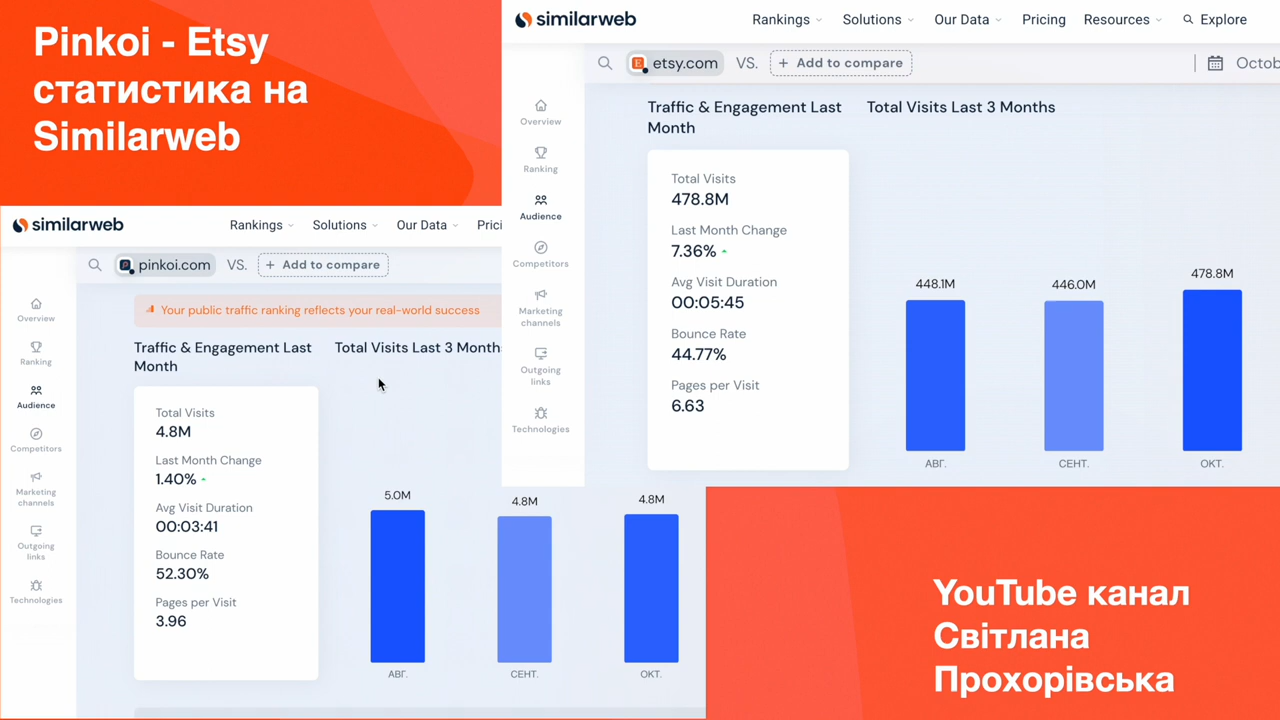 Pinkoi - Etsy
статистика на
Similarweb
similarweb
Rankings
Solutions
Our Data
Pricing
Resources
Explore
etsy.com
VS.
+ Add to compare
Octob
Overview
Ranking
Audience
Competitors
Marketing
channels
Outgoing
links
Technologies
Traffic & Engagement Last
Month
Total Visits
478.8M
Last Month Change
7.36%
Avg Visit Duration
00:05:45
Bounce Rate
44.77%
Pages per Visit
6.63
Total Visits Last 3 Months
448.1M
446.0M
478.8M
АВГ.
СЕНТ.
ОКТ.
similarweb
Rankings
Solutions
Our Data
Prici
pinkoi.com
VS.
+ Add to compare
Your public traffic ranking reflects your real-world success
Overview
Ranking
Audience
Competitors
Marketing
channels
Outgoing
links
Technologies
Traffic & Engagement Last
Month
Total Visits
4.8M
Last Month Change
1.40%
Avg Visit Duration
00:03:41
Bounce Rate
52.30%
Pages per Visit
3.96
Total Visits Last 3 Months
5.0M
4.8M
4.8M
АВГ.
СЕНТ.
ОКТ.
YouTube канал
Світлана
Прохорівська